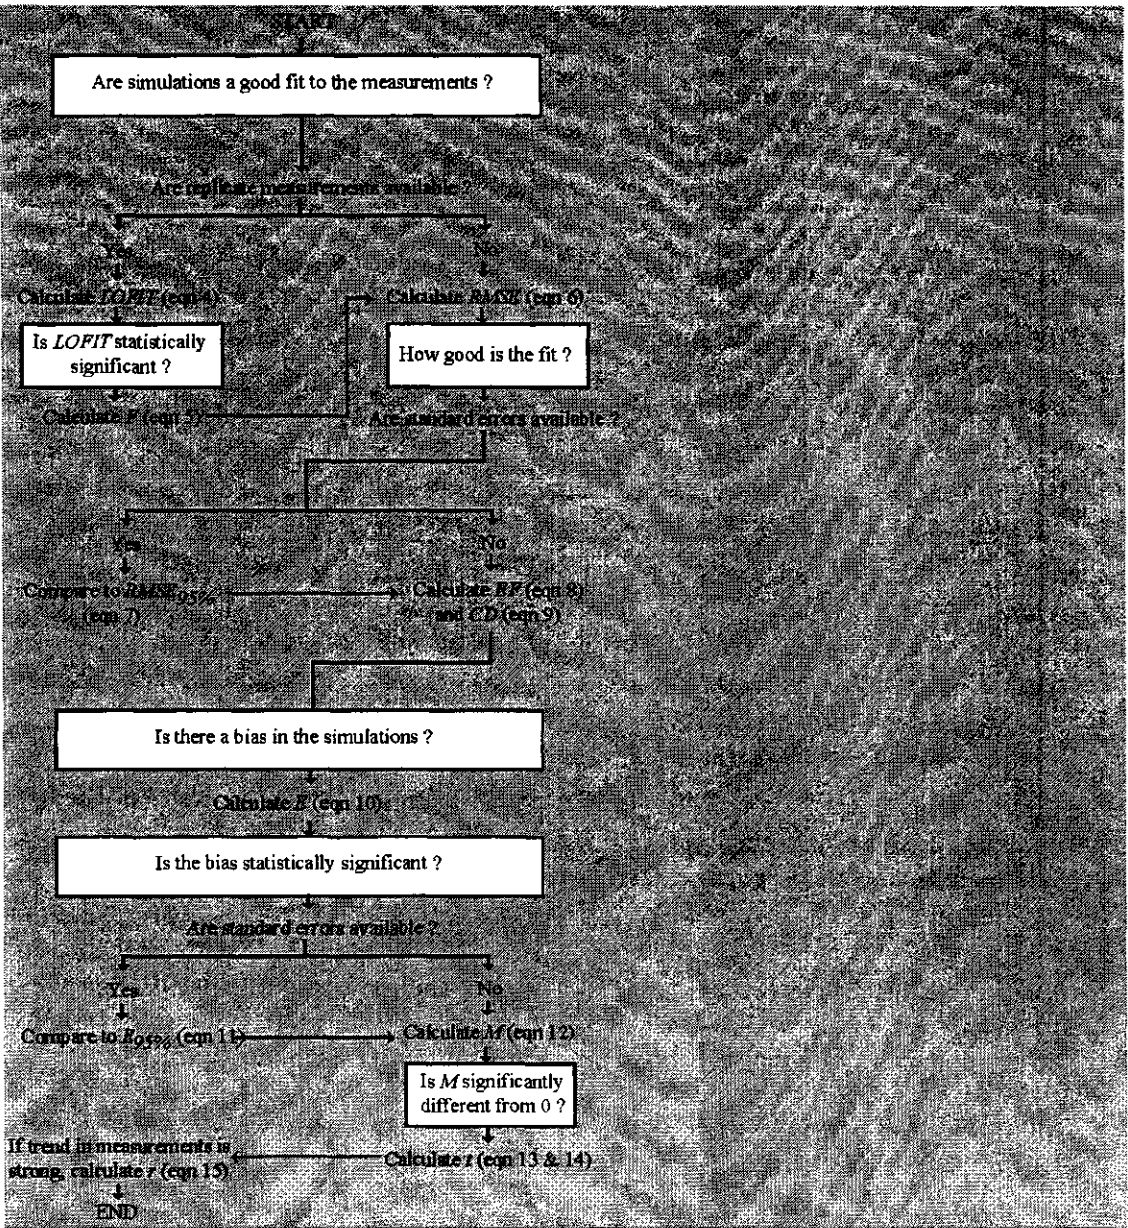 START
Are simulations a good fit to the measurements ?
Are replicate measurements available ?
Yes
No
Calculate LOFIT (eqn 4)
Calculate RMSE (eqn 6)
Is LOFIT statistically
significant ?
How good is the fit ?
Calculate F (eqn 5)
Are standard errors available ?
Yes
No
Compare to RMSE95%
(eqn 7)
Calculate EF (eqn 8)
and CD (eqn 9)
Is there a bias in the simulations ?
Calculate E (eqn 10)
Is the bias statistically significant ?
Are standard errors available ?
Yes
No
Compare to E95% (eqn 11)
Calculate M (eqn 12)
Is M significantly
different from 0 ?
Calculate t (eqn 13 & 14)
If trend in measurements is
strong, calculate r (eqn 15)
END